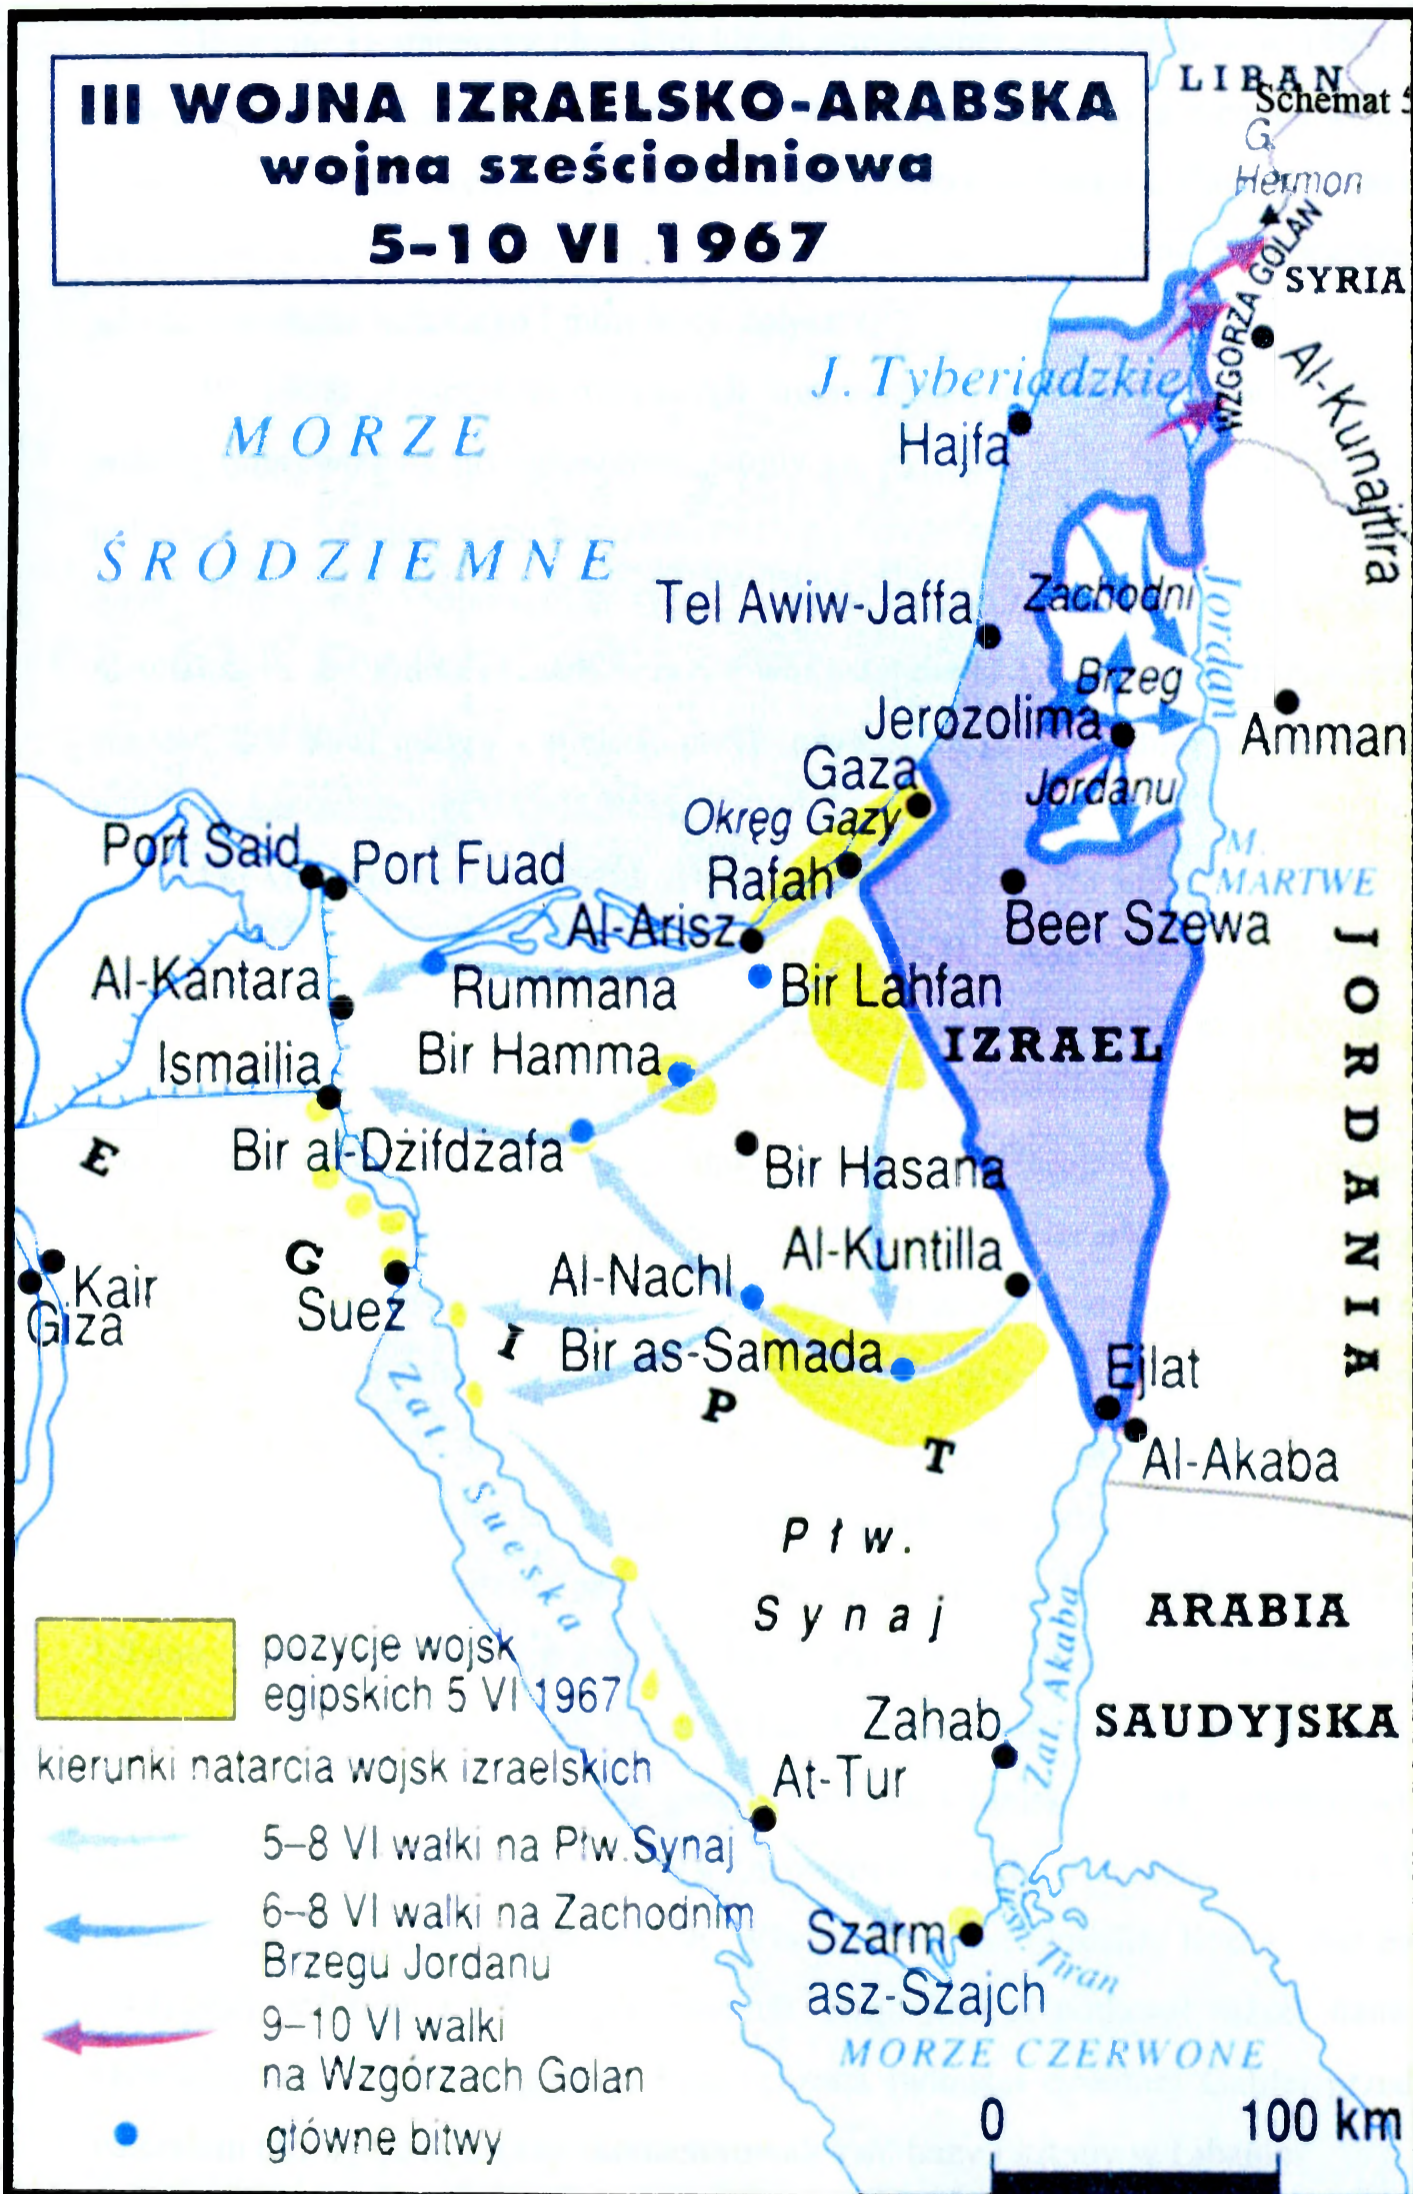 III WOJNA IZRAELSKO-ARABSKA
wojna sześciodniowa
5-10 VI 1967
LIBAN
Schemat 5
G.
Hermon
WZGÓRZA GOLAN
SYRIA
Al-Kunajtira
J. Tyberiadzkie
MORZE
ŚRÓDZIEMNE
Hajfa
Tel Awiw-Jaffa
Zachodni
Brzeg
Jordanu
Jordan
Jerozolima
Amman
Gaza
Okręg Gazy
Rafah
M.
MARTWE
Port Said
Port Fuad
Al-Arisz
Beer Szewa
Al-Kantara
Rummana
Bir Lahfan
IZRAEL
JORDANIA
Ismailia
Bir Hamma
Bir al-Dżifdżafa
Bir Hasana
EGIPT
Kair
Giza
Suez
Al-Nachl
Al-Kuntilla
Bir as-Samada
Ejlat
Al-Akaba
Zat. Sueska
Płw.
Synaj
Zat. Akaba
ARABIA
SAUDYJSKA
Zahab
At-Tur
Cieśn. Tiran
Szarm
asz-Szajch
MORZE CZERWONE
0 100 km
pozycje wojsk
egipskich 5 VI 1967
kierunki natarcia wojsk izraelskich
5–8 VI walki na Płw. Synaj
6–8 VI walki na Zachodnim
Brzegu Jordanu
9–10 VI walki
na Wzgórzach Golan
główne bitwy